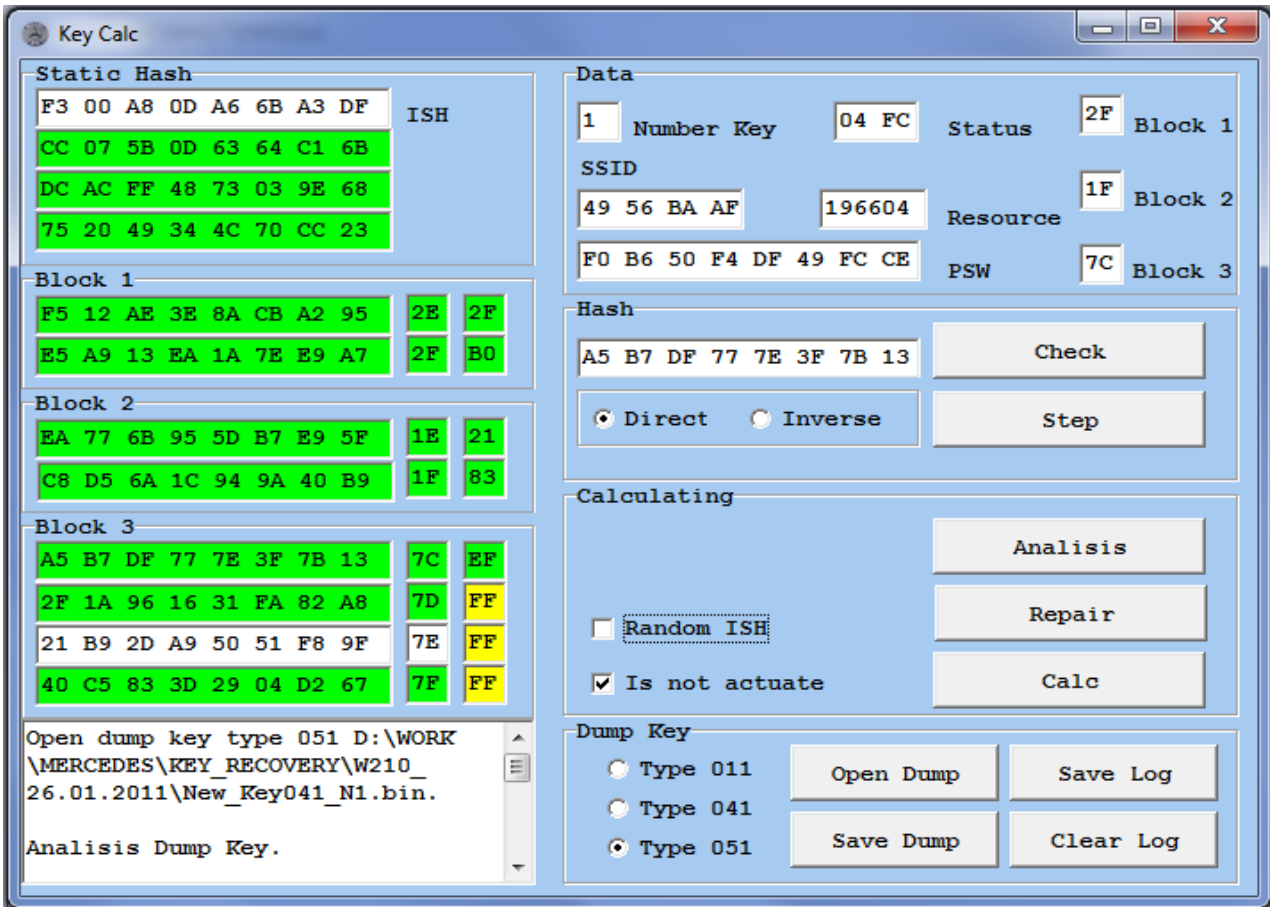 Key Calc
Static Hash
F3 00 A8 0D A6 6B A3 DF ISH
CC 07 5B 0D 63 64 C1 6B
DC AC FF 48 73 03 9E 68
75 20 49 34 4C 70 CC 23
Block 1
F5 12 AE 3E 8A CB A2 95 2E 2F
E5 A9 13 EA 1A 7E E9 A7 2F B0
Block 2
EA 77 6B 95 5D B7 E9 5F 1E 21
C8 D5 6A 1C 94 9A 40 B9 1F 83
Block 3
A5 B7 DF 77 7E 3F 7B 13 7C EF
2F 1A 96 16 31 FA 82 A8 7D FF
21 B9 2D A9 50 51 F8 9F 7E FF
40 C5 83 3D 29 04 D2 67 7F FF
Open dump key type 051 D:\WORK
\MERCEDES\KEY_RECOVERY\W210_
26.01.2011\New_Key041_N1.bin.
Analisis Dump Key.
Data
1 Number Key 04 FC Status 2F Block 1
SSID
49 56 BA AF 196604 Resource 1F Block 2
F0 B6 50 F4 DF 49 FC CE PSW 7C Block 3
Hash
A5 B7 DF 77 7E 3F 7B 13 Check
Direct Inverse Step
Calculating
Analisis
Random ISH Repair
Is not actuate Calc
Dump Key
Type 011 Open Dump Save Log
Type 041
Type 051 Save Dump Clear Log